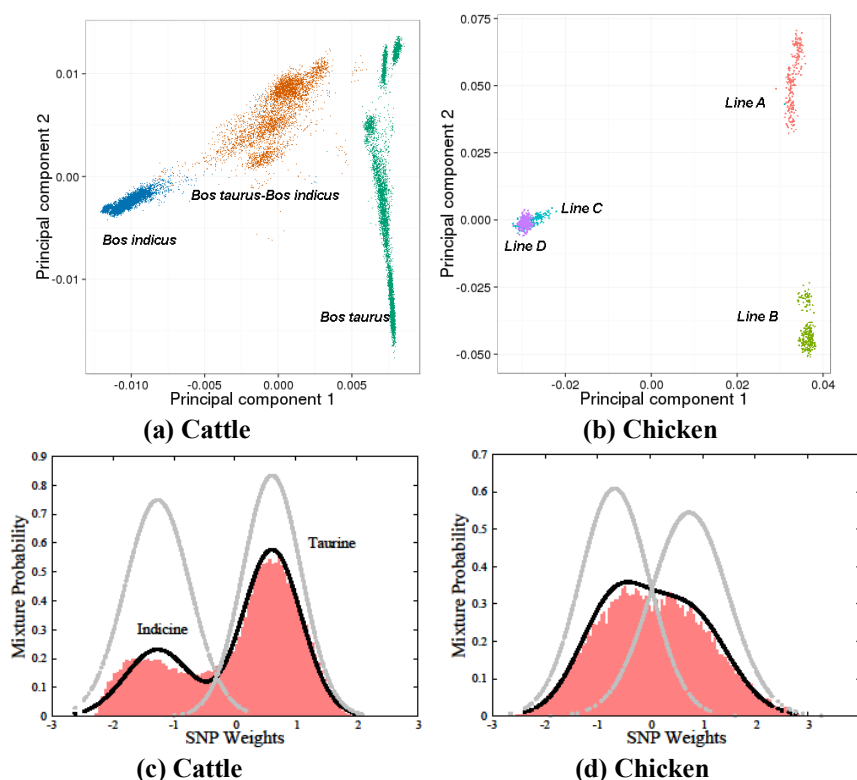 Principal component 2
0.01
0.00
-0.01
Bos indicus
Bos taurus-Bos indicus
Bos taurus
-0.010
-0.005
0.000
0.005
Principal component 1
(a) Cattle
Principal component 2
0.075
0.050
0.025
0.000
-0.025
-0.050
Line A
Line C
Line D
Line B
-0.02
0.00
0.02
0.04
Principal component 1
(b) Chicken
Mixture Probability
0.9
0.8
0.7
0.6
0.5
0.4
0.3
0.2
0.1
0
Taurine
Indicine
-3
-2
-1
0
1
2
3
SNP Weights
(c) Cattle
Mixture Probability
0.7
0.6
0.5
0.4
0.3
0.2
0.1
0
-3
-2
-1
0
1
2
3
SNP Weights
(d) Chicken